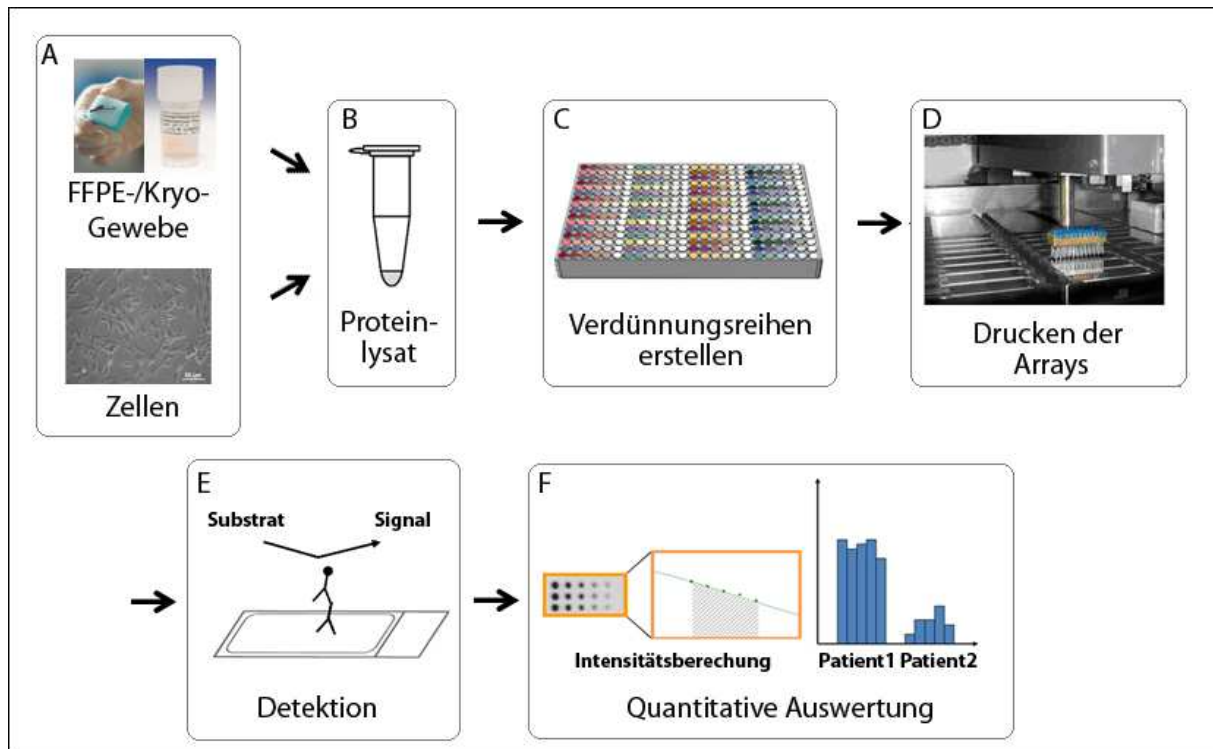 A
FFPE-/Kryo-
Gewebe
Zellen
B
Protein-
lysat
C
Verdünnungsreihen
erstellen
D
Drucken der
Arrays
E
Substrat
Signal
Detektion
F
Intensitätsberechung
Patient1 Patient2
Quantitative Auswertung